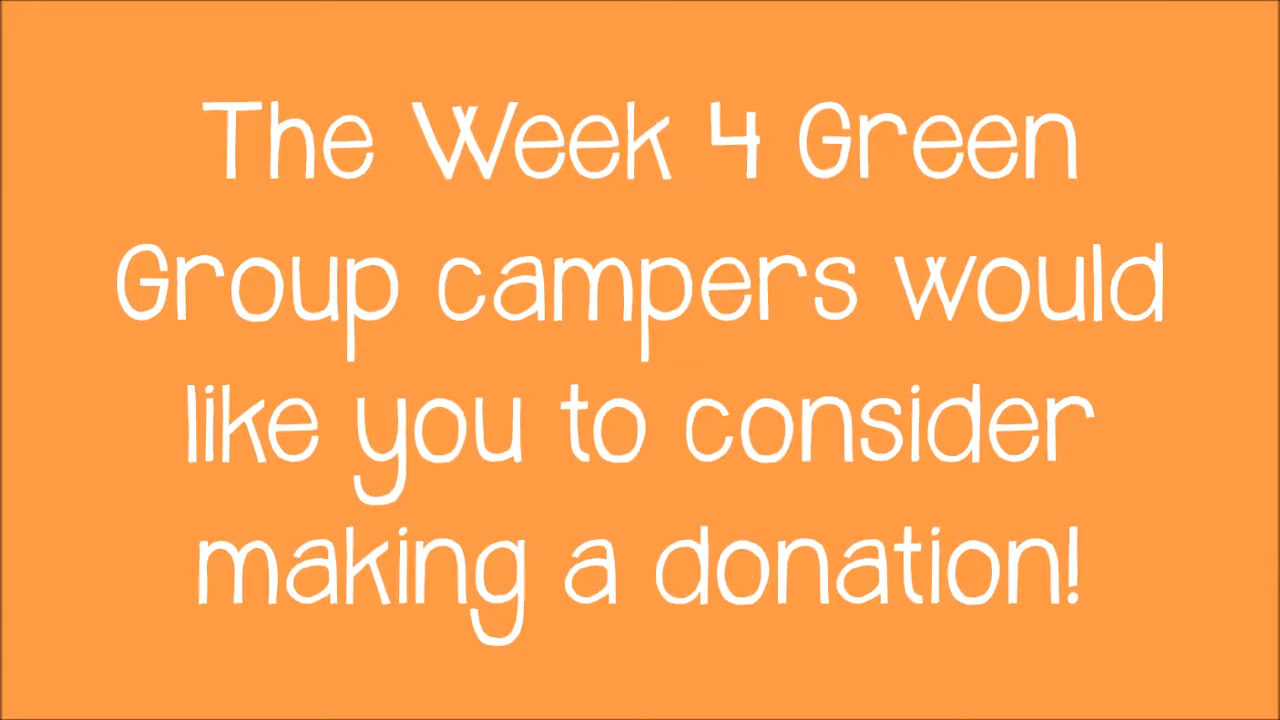 The Week 4 Green
Group campers would
like you to consider
making a donation!